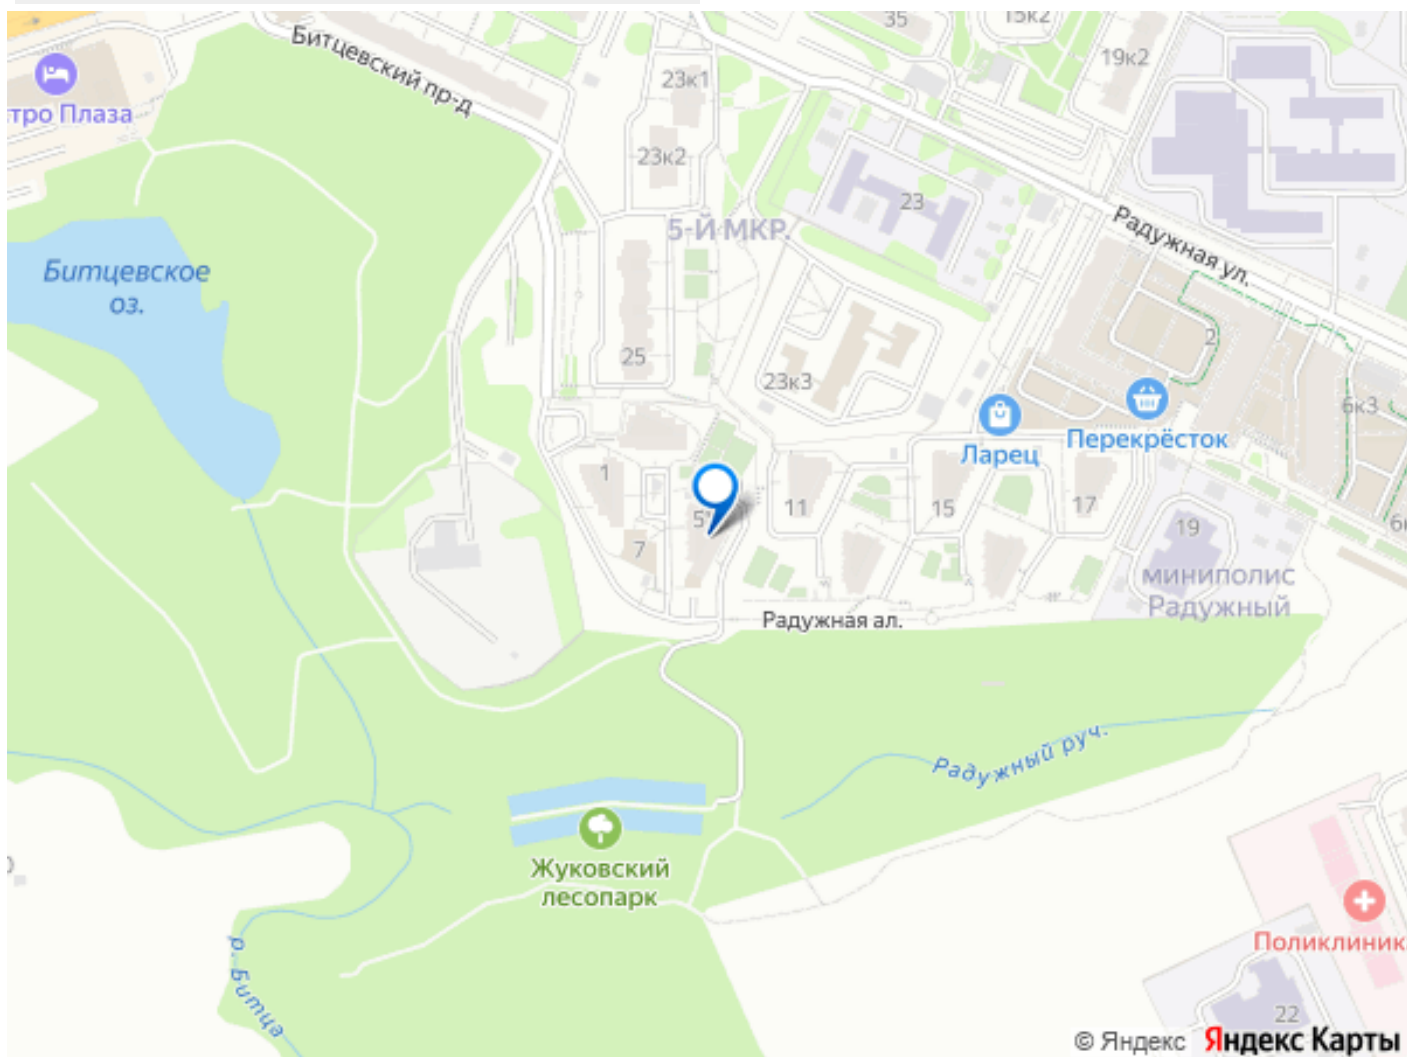 35
15к2
19к2
Битцевский пр-д
23к1
тро Плаза
23к2
23
5-Й МКР.
Радужная ул.
Битцевское
оз.
25
23к3
2
6к3
Перекрёсток
Ларец
1
5
11
15
17
19
7
миниполис
Радужный
Радужная ал.
Радужный руч.
Жуковский
лесопарк
р. Битца
Поликлиник
22
© Яндекс Яндекс Карты